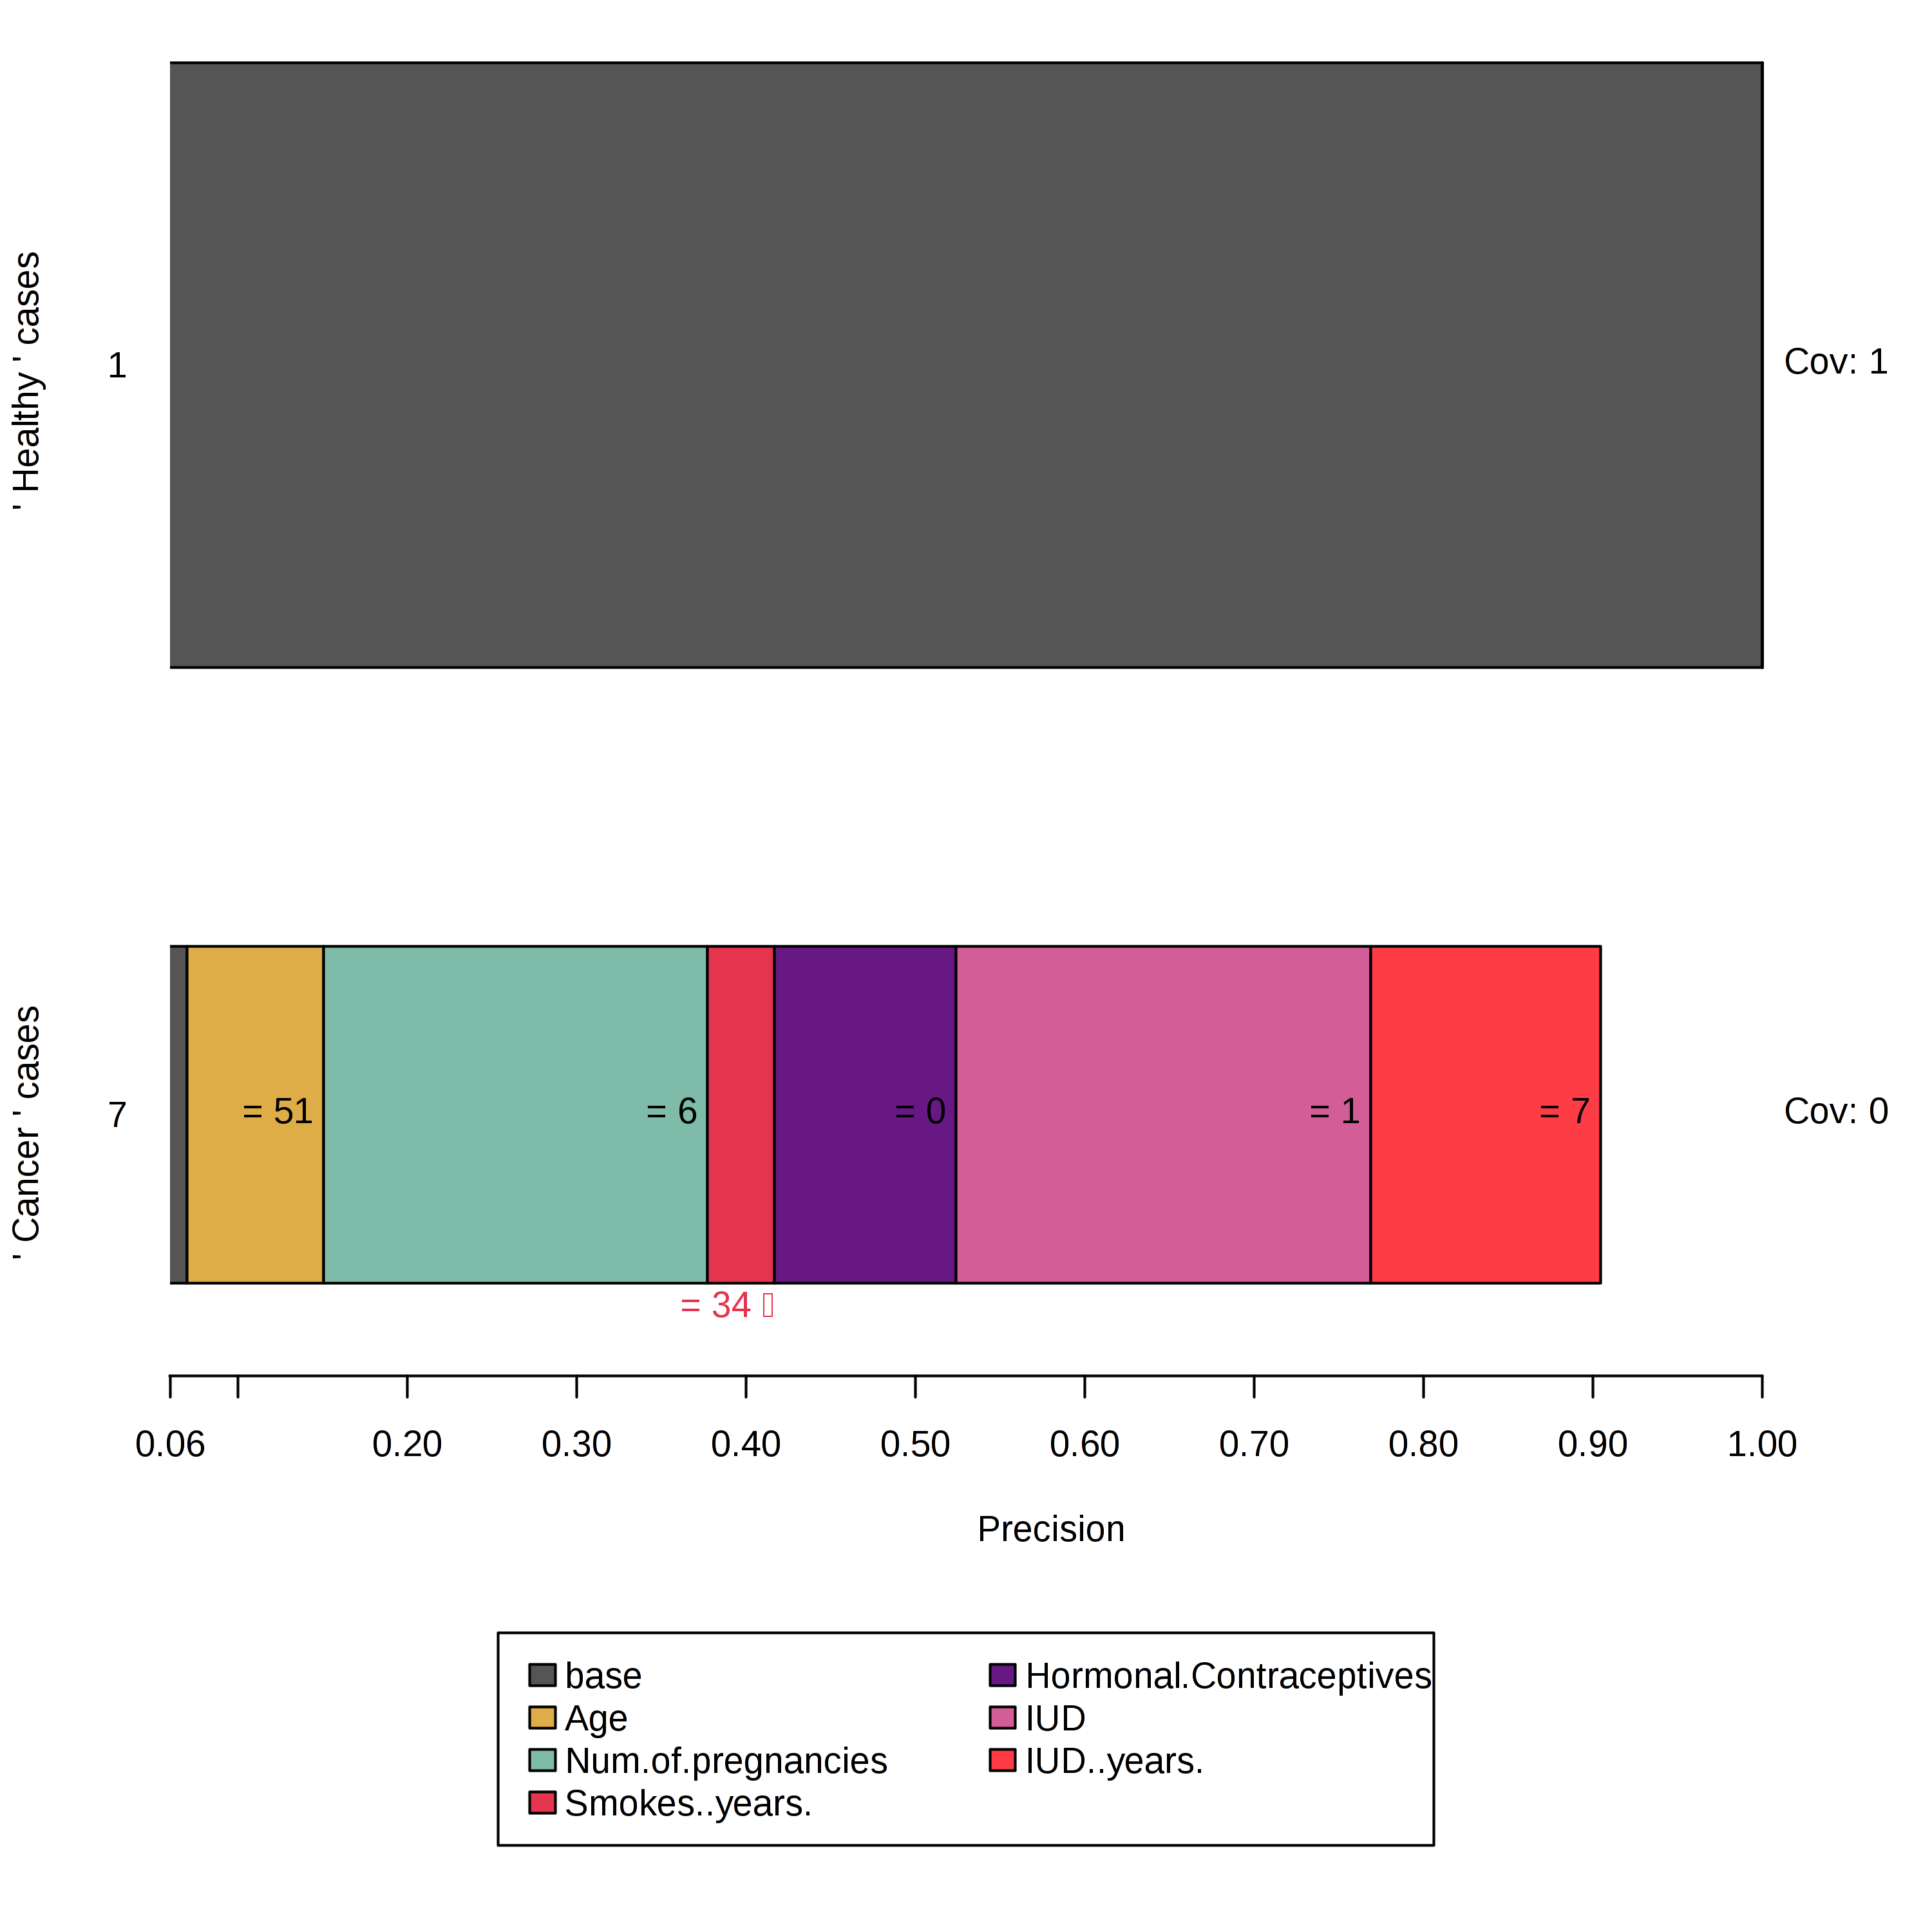 ' Healthy ' cases
1
Cov: 1
' Cancer ' cases
7
= 51
= 6
= 0
= 1
= 7
Cov: 0
= 34
0.06
0.20
0.30
0.40
0.50
0.60
0.70
0.80
0.90
1.00
Precision
base
Age
Num.of.pregnancies
Smokes..years.
Hormonal.Contraceptives
IUD
IUD..years.